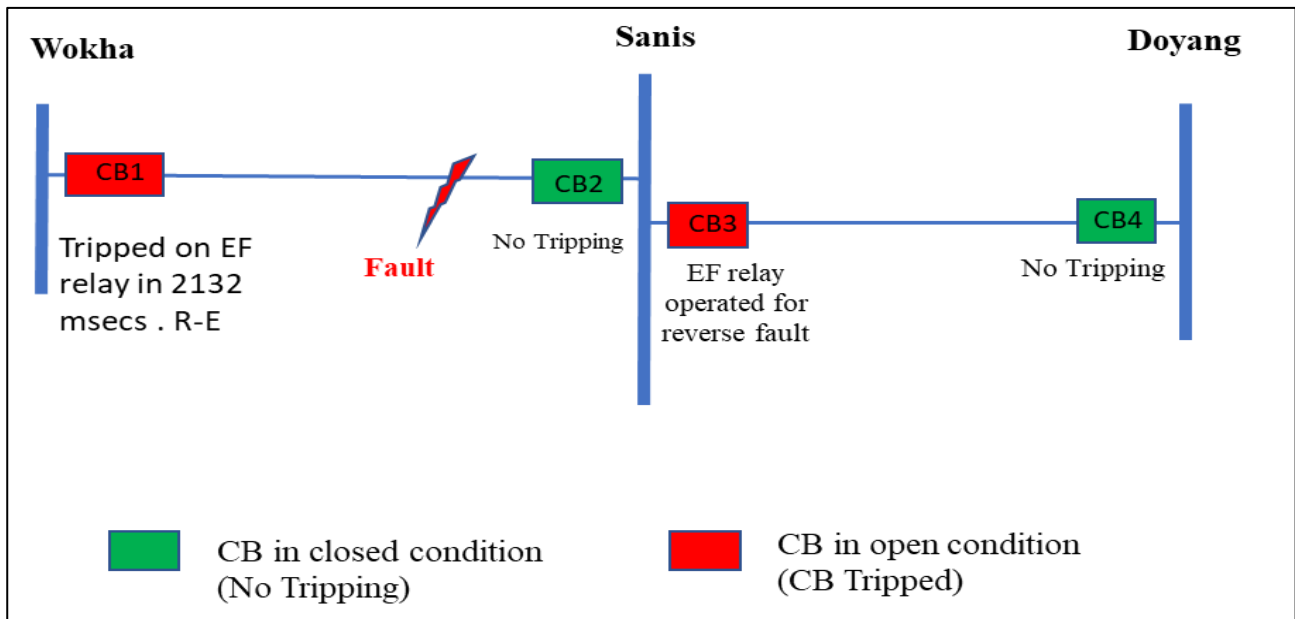 Wokha
Sanis
Doyang
CB1
CB2
CB3
CB4
Tripped on EF
relay in 2132
msecs . R-E
Fault
No Tripping
EF relay
operated for
reverse fault
No Tripping
CB in closed condition
(No Tripping)
CB in open condition
(CB Tripped)